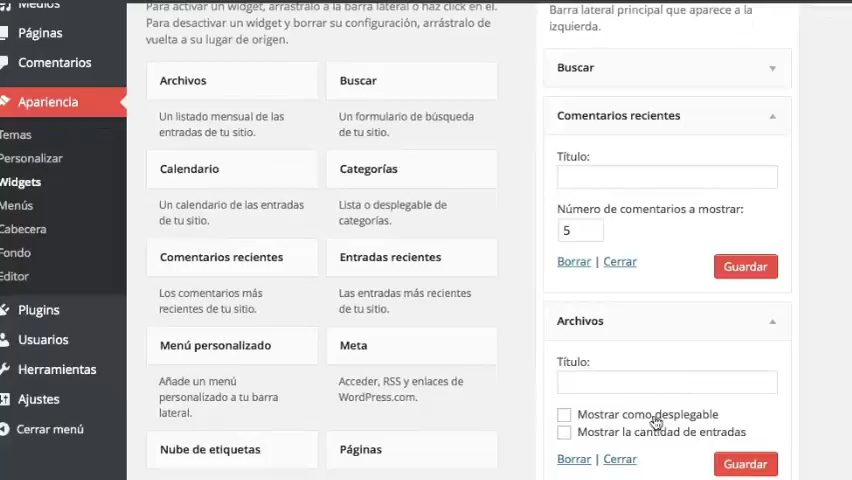 Medios
Páginas
Comentarios
Apariencia
Temas
Personalizar
Widgets
Menús
Cabecera
Fondo
Editor
Plugins
Usuarios
Herramientas
Ajustes
Cerrar menú
Para activar un widget, arrástralo a la barra lateral o haz click en él.
Para desactivar un widget y borrar su configuración, arrástralo de
vuelta a su lugar de origen.
Archivos
Un listado mensual de las
entradas de tu sitio.
Buscar
Un formulario de búsqueda
de tu sitio.
Calendario
Un calendario de las entradas
de tu sitio.
Categorías
Lista o desplegable de
categorías.
Comentarios recientes
Los comentarios más
recientes de tu sitio.
Entradas recientes
Las entradas más recientes
de tu sitio.
Menú personalizado
Añade un menú
personalizado a tu barra
lateral.
Meta
Acceder, RSS y enlaces de
WordPress.com.
Nube de etiquetas
Páginas
Barra lateral principal que aparece a la
izquierda.
Buscar
Comentarios recientes
Título:
Número de comentarios a mostrar:
5
Borrar | Cerrar
Guardar
Archivos
Título:
Mostrar como desplegable
Mostrar la cantidad de entradas
Borrar | Cerrar
Guardar